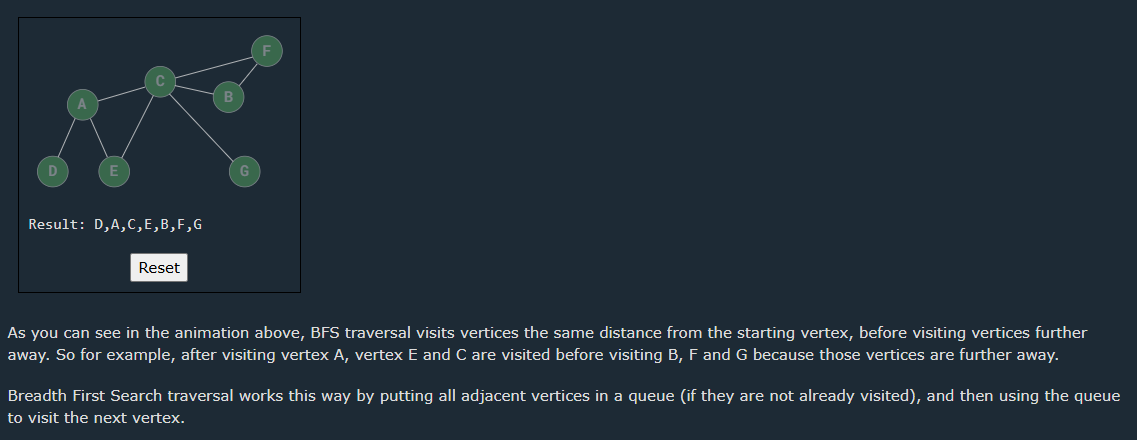 F
C
B
A
D
E
G
Result: D,A,C,E,B,F,G
Reset
As you can see in the animation above, BFS traversal visits vertices the same distance from the starting vertex, before visiting vertices further
away. So for example, after visiting vertex A, vertex E and C are visited before visiting B, F and G because those vertices are further away.
Breadth First Search traversal works this way by putting all adjacent vertices in a queue (if they are not already visited), and then using the queue
to visit the next vertex.